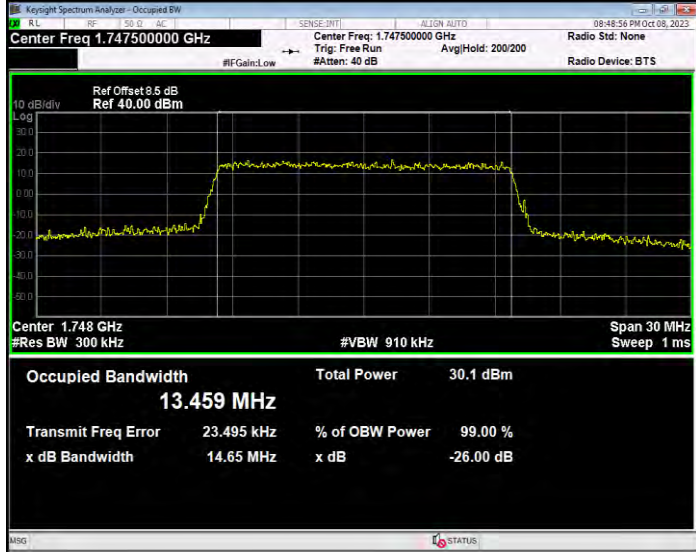 Keysight Spectrum Analyzer - Occupied BW
RL RF 50 Ω AC SENSE:INT ALIGN AUTO 08:48:56 PM Oct 08, 2023
Center Freq 1.747500000 GHz
Center Freq: 1.747500000 GHz
Radio Std: None
Trig: Free Run Avg|Hold: 200/200
#IFGain:Low #Atten: 40 dB Radio Device: BTS
Ref Offset 8.5 dB
10 dB/div Ref 40.00 dBm
Log
30.0
20.0
10.0
0.00
-10.0
-20.0
-30.0
-40.0
-50.0
Center 1.748 GHz Span 30 MHz
#Res BW 300 kHz #VBW 910 kHz Sweep 1 ms
Occupied Bandwidth Total Power 30.1 dBm
13.459 MHz
Transmit Freq Error 23.495 kHz % of OBW Power 99.00 %
x dB Bandwidth 14.65 MHz x dB -26.00 dB
MSG STATUS